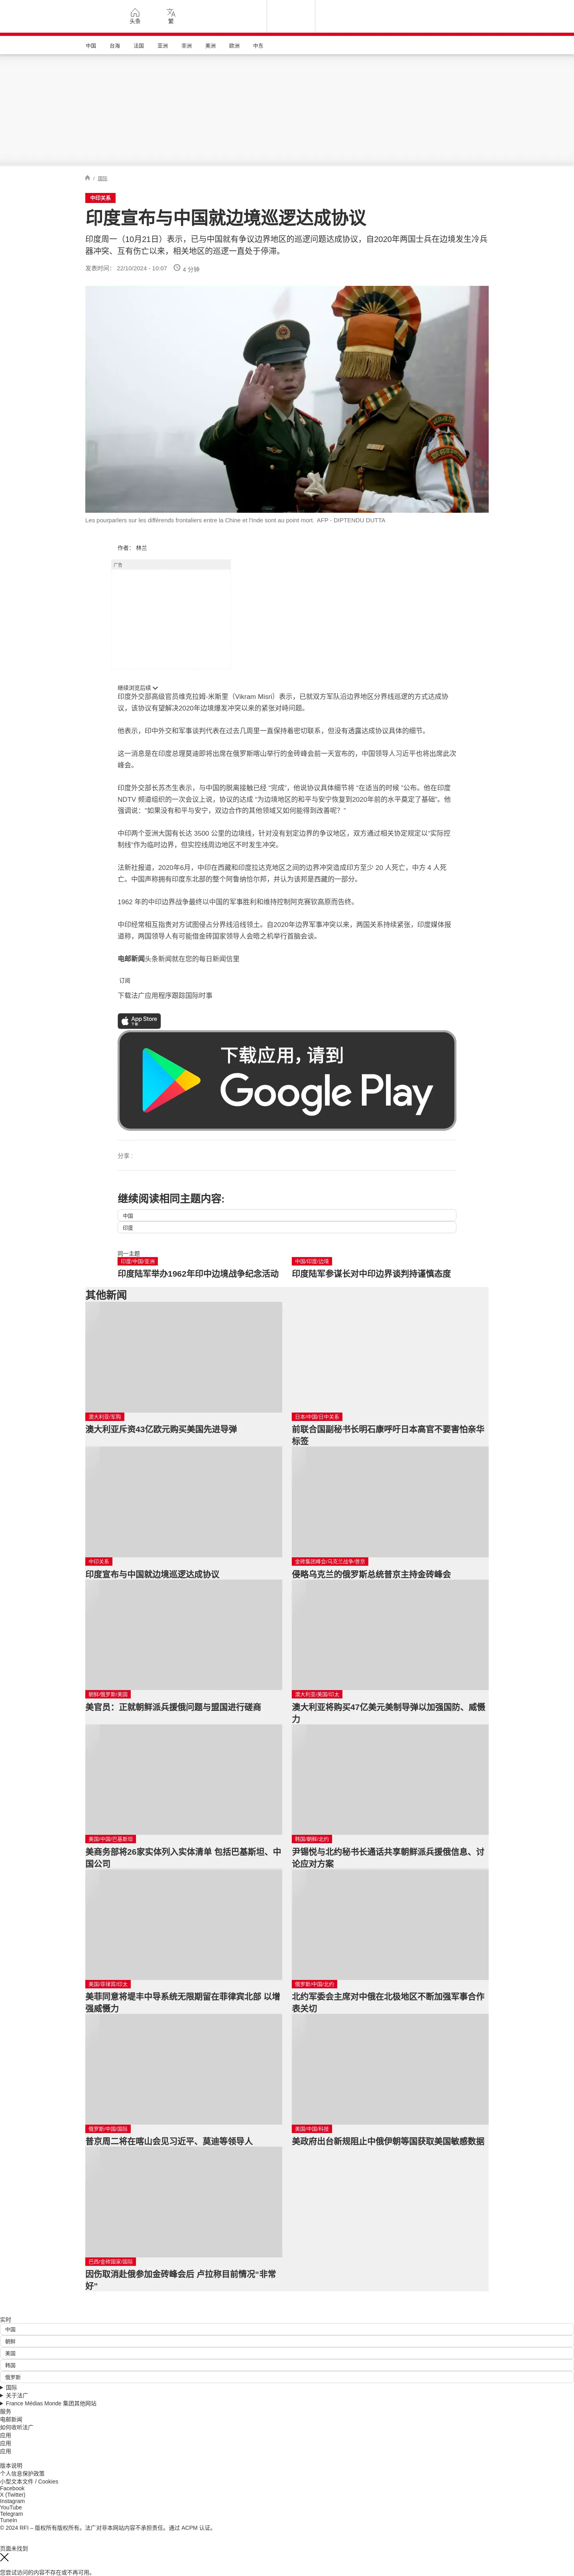 头条
繁
中国 台海 法国 亚洲 非洲 美洲 欧洲 中东
/ 国际
中印关系
印度宣布与中国就边境巡逻达成协议
印度周一（10月21日）表示，已与中国就有争议边界地区的巡逻问题达成协议，自2020年两国士兵在边境发生冷兵
器冲突、互有伤亡以来，相关地区的巡逻一直处于停滞。
发表时间： 22/10/2024 - 10:07 4 分钟
Les pourparlers sur les différends frontaliers entre la Chine et l'Inde sont au point mort. AFP - DIPTENDU DUTTA
作者： 林兰
广告
继续浏览后续
印度外交部高级官员维克拉姆-米斯里（Vikram Misri）表示，已就双方军队沿边界地区分界线巡逻的方式达成协
议，该协议有望解决2020年边境爆发冲突以来的紧张对峙问题。
他表示，印中外交和军事谈判代表在过去几周里一直保持着密切联系，但没有透露达成协议具体的细节。
这一消息是在印度总理莫迪即将出席在俄罗斯喀山举行的金砖峰会前一天宣布的，中国领导人习近平也将出席此次
峰会。
印度外交部长苏杰生表示，与中国的脱离接触已经 “完成”，他说协议具体细节将 “在适当的时候 ”公布。他在印度
NDTV 频道组织的一次会议上说，协议的达成 “为边境地区的和平与安宁恢复到2020年前的水平奠定了基础”。他
强调说：“如果没有和平与安宁，双边合作的其他领域又如何能得到改善呢？”
中印两个亚洲大国有长达 3500 公里的边境线，针对没有划定边界的争议地区，双方通过相关协定规定以“实际控
制线”作为临时边界，但实控线周边地区不时发生冲突。
法新社报道，2020年6月，中印在西藏和印度拉达克地区之间的边界冲突造成印方至少 20 人死亡，中方 4 人死
亡。中国声称拥有印度东北部的整个阿鲁纳恰尔邦，并认为该邦是西藏的一部分。
1962 年的中印边界战争最终以中国的军事胜利和维持控制阿克赛钦高原而告终。
中印经常相互指责对方试图侵占分界线沿线领土。自2020年边界军事冲突以来，两国关系持续紧张，印度媒体报
道称，两国领导人有可能借金砖国家领导人会晤之机举行首脑会谈。
电邮新闻头条新闻就在您的每日新闻信里
订阅
下载法广应用程序跟踪国际时事
App Store
下载
下载应用，请到
Google Play
分享 :
继续阅读相同主题内容:
中国
印度
同一主题
印度/中国/亚洲
印度陆军举办1962年印中边境战争纪念活动
中国/印度/边境
印度陆军参谋长对中印边界谈判持谨慎态度
其他新闻
澳大利亚/军购
澳大利亚斥资43亿欧元购买美国先进导弹
日本/中国/日中关系
前联合国副秘书长明石康呼吁日本高官不要害怕亲华
标签
中印关系
印度宣布与中国就边境巡逻达成协议
金砖集团峰会/乌克兰战争/普京
侵略乌克兰的俄罗斯总统普京主持金砖峰会
朝鲜/俄罗斯/美国
美官员：正就朝鲜派兵援俄问题与盟国进行磋商
澳大利亚/美国/印太
澳大利亚将购买47亿美元美制导弹以加强国防、威慑
力
美国/中国/巴基斯坦
美商务部将26家实体列入实体清单 包括巴基斯坦、中
国公司
韩国/朝鲜/北约
尹锡悦与北约秘书长通话共享朝鲜派兵援俄信息、讨
论应对方案
美国/菲律宾/印太
美菲同意将堤丰中导系统无限期留在菲律宾北部 以增
强威慑力
俄罗斯/中国/北约
北约军委会主席对中俄在北极地区不断加强军事合作
表关切
俄罗斯/中国/国际
普京周二将在喀山会见习近平、莫迪等领导人
美国/中国/科技
美政府出台新规阻止中俄伊朝等国获取美国敏感数据
巴西/金砖国家/国际
因伤取消赴俄参加金砖峰会后 卢拉称目前情况“非常
好”
实时
中国
朝鲜
美国
韩国
俄罗斯
国际
关于法广
France Médias Monde 集团其他网站
服务
电邮新闻
如何收听法广
应用
应用
应用
版本说明
个人信息保护政策
小型文本文件 / Cookies
Facebook
X (Twitter)
Instagram
YouTube
Telegram
TuneIn
© 2024 RFI – 版权所有版权所有。法广对非本网站内容不承担责任。通过 ACPM 认证。
页面未找到
您尝试访问的内容不存在或不再可用。